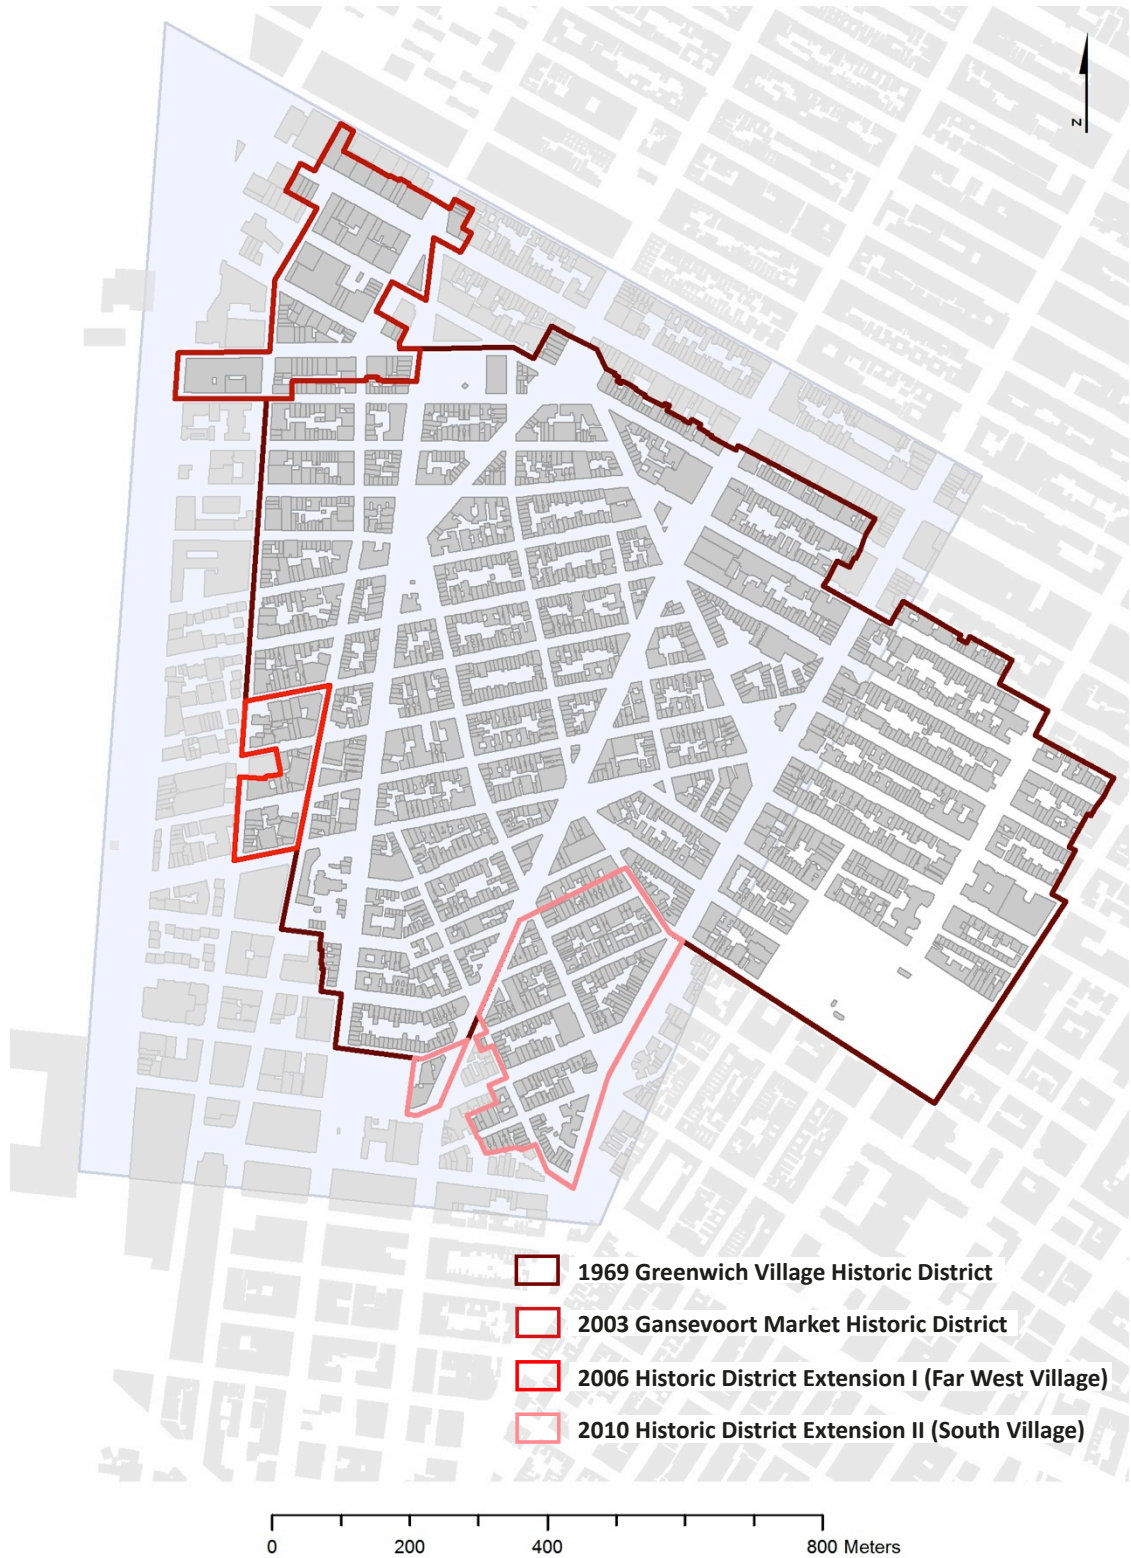 N
1969 Greenwich Village Historic District
2003 Gansevoort Market Historic District
2006 Historic District Extension I (Far West Village)
2010 Historic District Extension II (South Village)
0 200 400 800 Meters